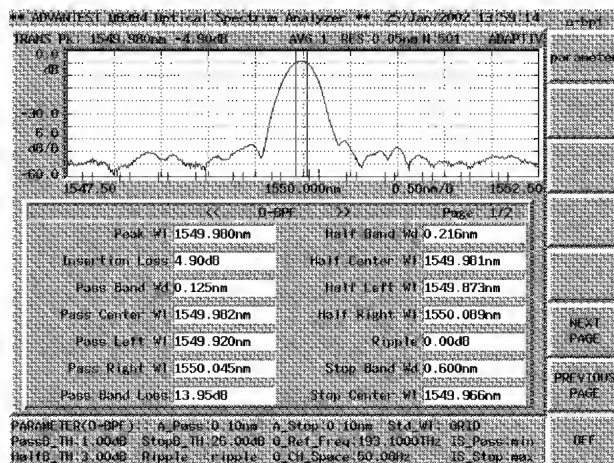 ** ADVANTEST Q8384 Optical Spectrum Analyzer ** 25/Jan/2002 13:59:14
α-bpf
TRANS Pk: 1549.980nm -4.90dB AVG:1 RES:0.05nm N:501 ADAPTIV
parameter
0.0
dB
-30.0
6.0
dB/D
-60.0
1547.50 1550.000nm 0.50nm/D 1552.50
<< D-BPF >> Page 1/2
Peak Wl 1549.980nm Half Band Wd 0.216nm
Insertion Loss 4.90dB Half Center Wl 1549.981nm
Pass Band Wd 0.125nm Half Left Wl 1549.873nm
Pass Center Wl 1549.982nm Half Right Wl 1550.089nm
Pass Left Wl 1549.920nm Ripple 0.00dB
Pass Right Wl 1550.045nm Stop Band Wd 0.600nm
Pass Band Loss 13.95dB Stop Center Wl 1549.966nm
NEXT
PAGE
PREVIOUS
PAGE
OFF
PARAMETER(D-BPF): A_Pass:0.10nm A_Stop:0.10nm Std_Wl: GRID
PassB_TH:1.00dB StopB_TH:26.00dB G_Ref_Freq:193.1000THz IS_Pass:min
HalfB_TH:3.00dB Ripple :ripple G_CH_Space:50.0GHz IS_Stop:max